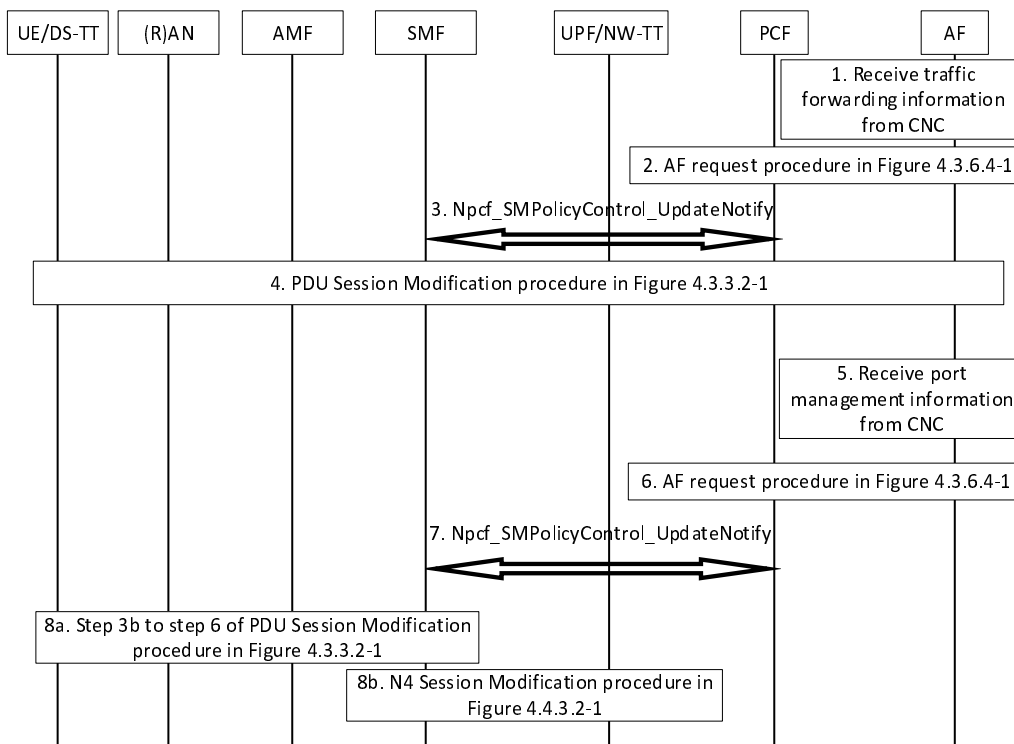 UE/DS-TT
(R)AN
AMF
SMF
UPF/NW-TT
PCF
AF
1. Receive traffic
forwarding information
from CNC
2. AF request procedure in Figure 4.3.6.4-1
3. Npcf_SMPolicyControl_UpdateNotify
4. PDU Session Modification procedure in Figure 4.3.3.2-1
5. Receive port
management information
from CNC
6. AF request procedure in Figure 4.3.6.4-1
7. Npcf_SMPolicyControl_UpdateNotify
8a. Step 3b to step 6 of PDU Session Modification
procedure in Figure 4.3.3.2-1
8b. N4 Session Modification procedure in
Figure 4.4.3.2-1